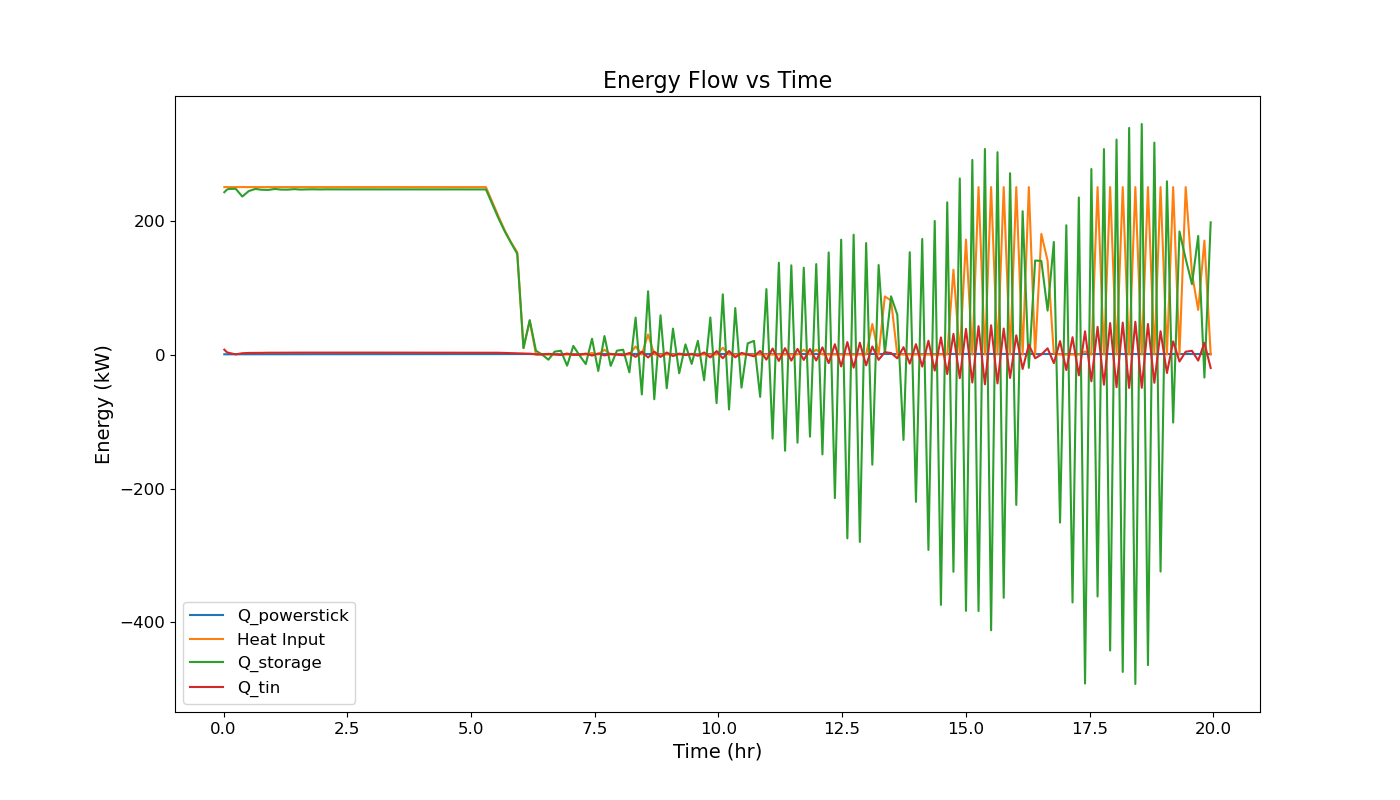 Energy Flow vs Time
Energy (kW)
200
0
−200
−400
Q_powerstick
Heat Input
Q_storage
Q_tin
0.0 2.5 5.0 7.5 10.0 12.5 15.0 17.5 20.0
Time (hr)